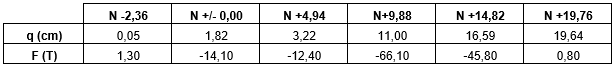 N -2,36 N +/- 0,00 N +4,94 N+9,88 N +14,82 N +19,76
q (cm) 0,05 1,82 3,22 11,00 16,59 19,64
F (T) 1,30 -14,10 -12,40 -66,10 -45,80 0,80